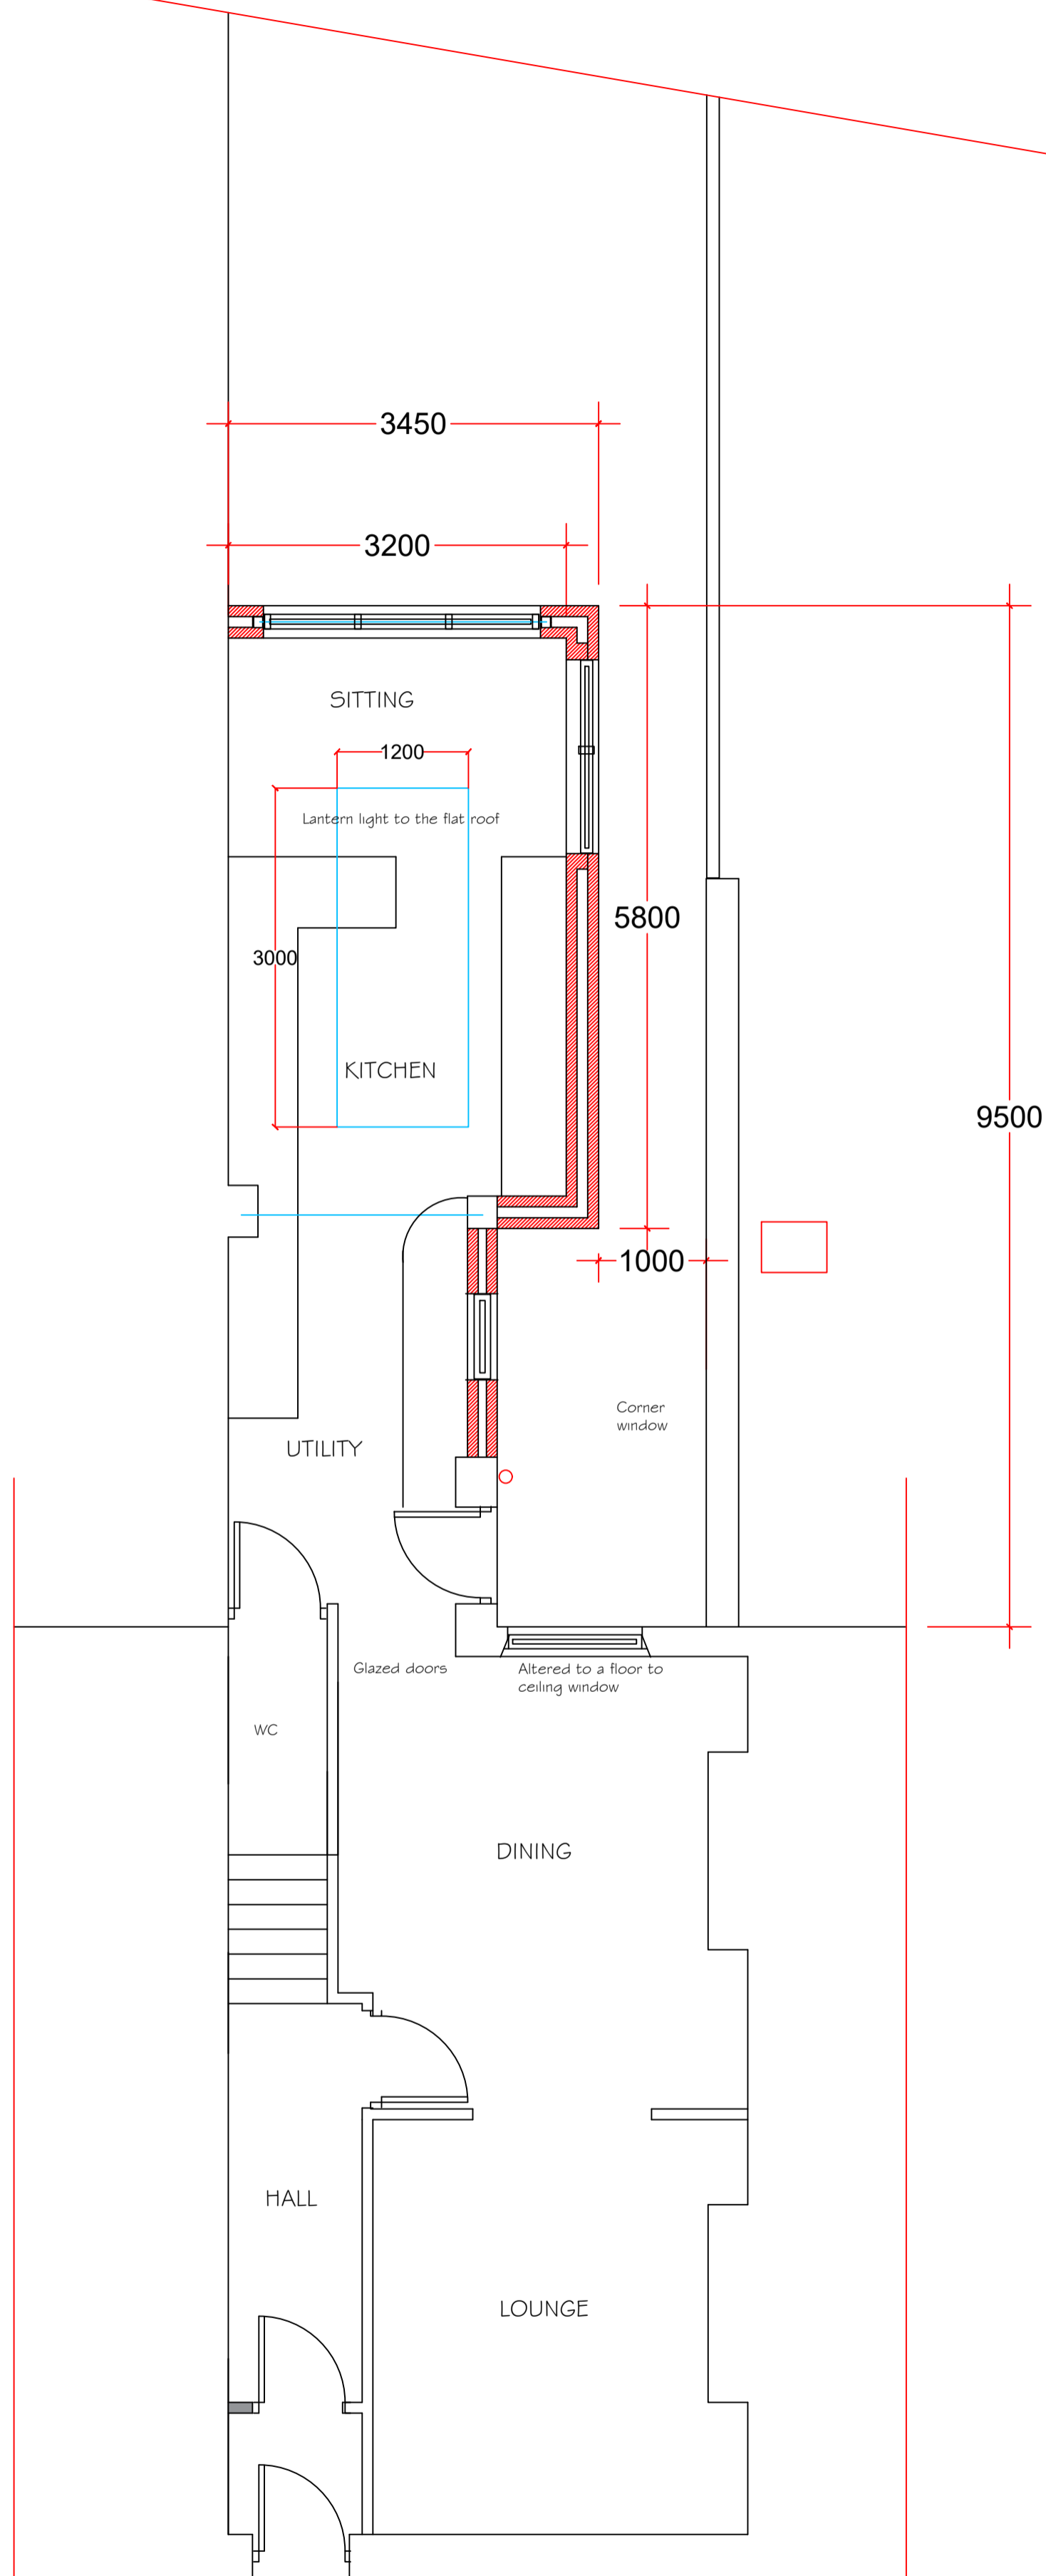 3450
3200
SITTING
1200
Lantern light to the flat roof
5800
3000
KITCHEN
9500
1000
Corner
window
UTILITY
Glazed doors
Altered to a floor to
ceiling window
WC
DINING
HALL
LOUNGE